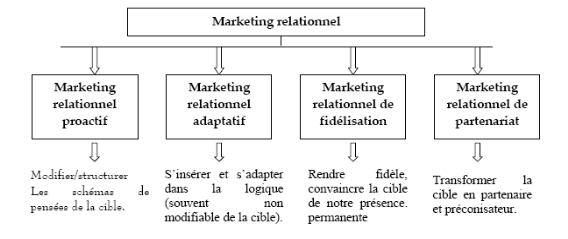 Marketing relationnel
Marketing
relationnel
proactif
Marketing
relationnel
adaptatif
Marketing
relationnel de
fidélisation
Marketing
relationnel de
partenariat
Modifier/structurer
Les schémas de
pensées de la cible.
S'insérer et s'adapter
dans la logique
(souvent non
modifiable de la cible).
Rendre fidèle,
convaincre la cible
de notre présence.
permanente
Transformer la
cible en partenaire
et préconisateur.